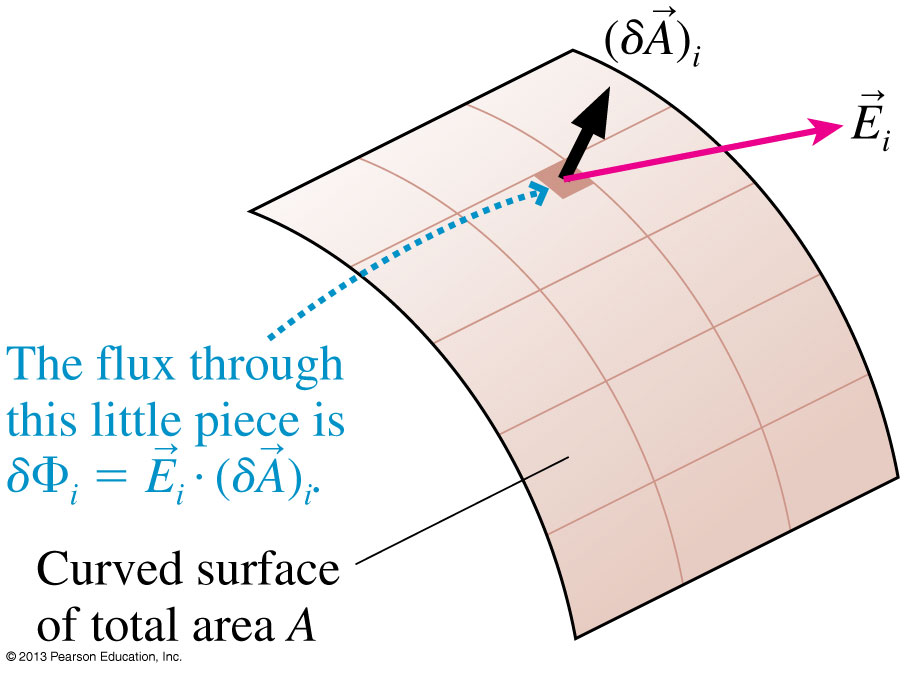 (δA⃗)ᵢ
E⃗ᵢ
The flux through
this little piece is
δΦᵢ = E⃗ᵢ · (δA⃗)ᵢ.
Curved surface
of total area A
© 2013 Pearson Education, Inc.